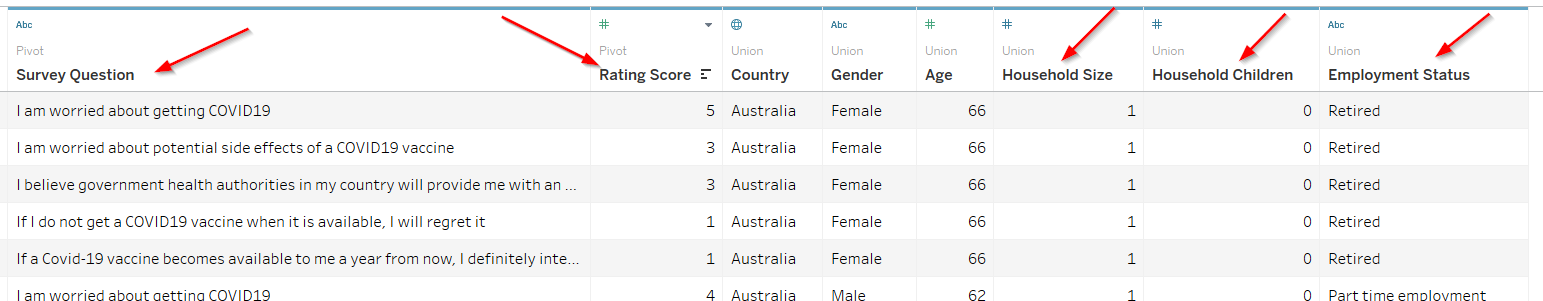 Abc # # Abc # # # Abc
Pivot Pivot Union Union Union Union Union Union
Survey Question Rating Score Country Gender Age Household Size Household Children Employment Status
I am worried about getting COVID19 5 Australia Female 66 1 0 Retired
I am worried about potential side effects of a COVID19 vaccine 3 Australia Female 66 1 0 Retired
I believe government health authorities in my country will provide me with an ... 3 Australia Female 66 1 0 Retired
If I do not get a COVID19 vaccine when it is available, I will regret it 1 Australia Female 66 1 0 Retired
If a Covid-19 vaccine becomes available to me a year from now, I definitely inte... 1 Australia Female 66 1 0 Retired
I am worried about getting COVID19 4 Australia Male 62 1 0 Part time employment